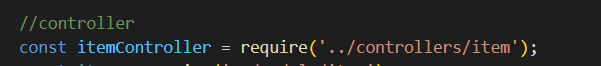 //controller
const itemController = require('../controllers/item');